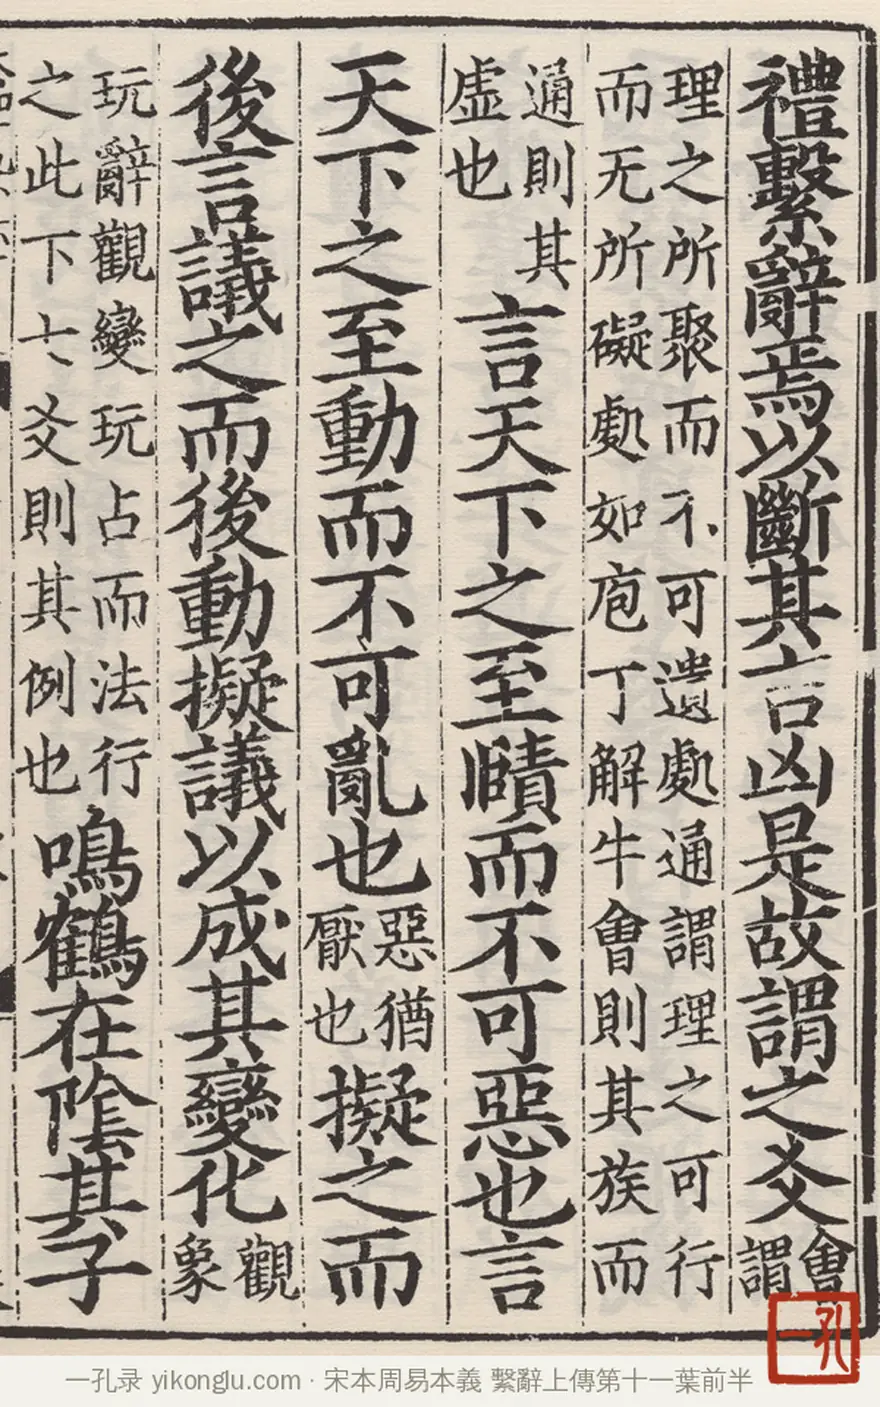 禮繫辭焉以斷其吉凶是故謂之爻會謂
理之所聚而不可遺處通謂理之可行
而无所礙處如庖丁解牛會則其族而
通則其虛也言天下之至賾而不可惡也言
天下之至動而不可亂也惡猶厭也擬之而
後言議之而後動擬議以成其變化觀象
玩辭觀變玩占而法行之此下七爻則其例也鳴鶴在陰其子
一孔
一孔录 yikonglu.com · 宋本周易本義 繫辭上傳第十一葉前半